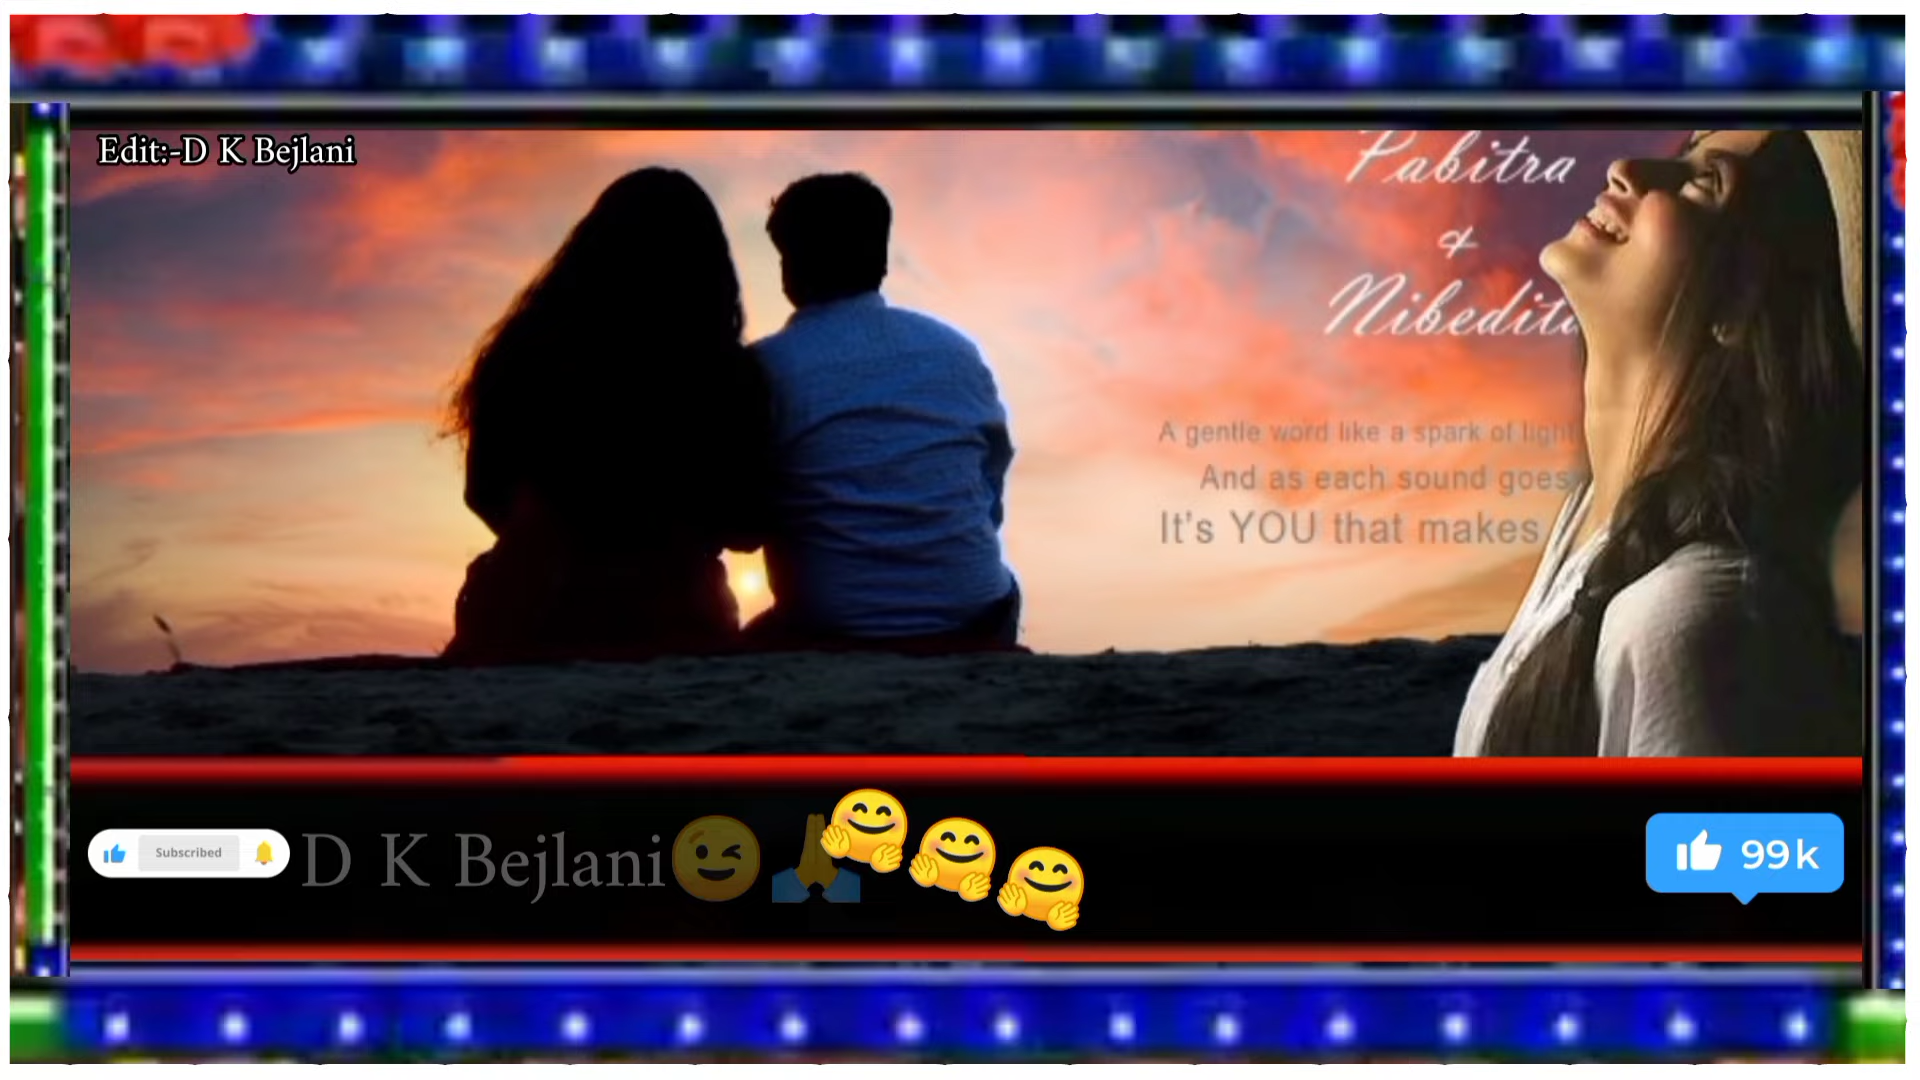 Edit:-D K Bejlani
Pabitra
&
Nibedita
A gentle word like a spark of light
And as each sound goes
It's YOU that makes
Subscribed
D K Bejlani😉🙏🤗🤗🤗
99k